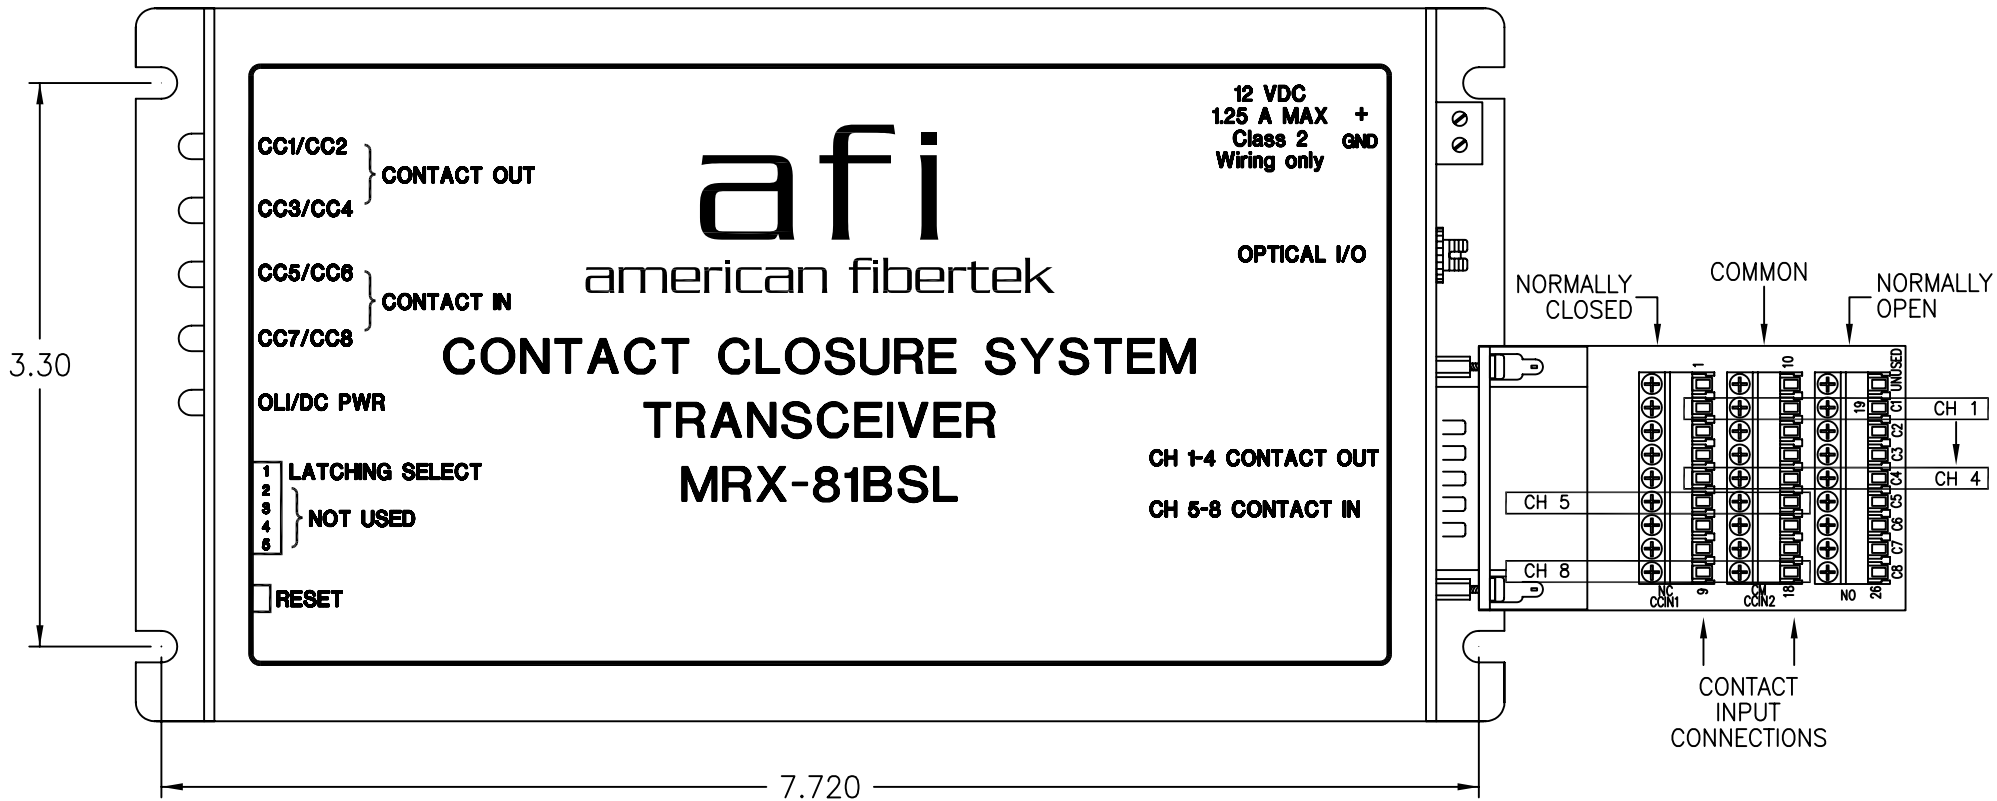 12 VDC
1.25 A MAX +
Class 2 GND
Wiring only
CC1/CC2
CONTACT OUT
CC3/CC4
afi
american fibertek
OPTICAL I/O
CC5/CC6
CONTACT IN
CC7/CC8
CONTACT CLOSURE SYSTEM
TRANSCEIVER
MRX-81BSL
OLI/DC PWR
3.30
CH 1-4 CONTACT OUT
CH 5-8 CONTACT IN
1 LATCHING SELECT
2
3
4
5
NOT USED
RESET
NORMALLY
CLOSED
COMMON
NORMALLY
OPEN
1
10
UNUSED
19
C1
C2
C3
C4
C5
C6
C7
C8
CH 1
CH 4
CH 5
CH 8
NC
CCIN1
9
CM
CCIN2
18
NO
26
CONTACT
INPUT
CONNECTIONS
7.720